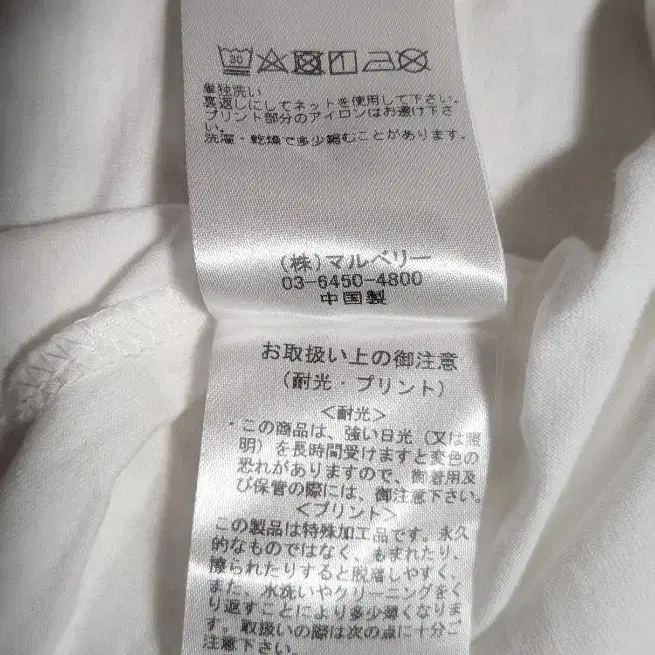 30
単独洗い
裏返しにしてネットを使用して下さい。
プリント部分のアイロンはお避け下さ
い。
洗濯・乾燥で多少縮むことがあります。
(株)マルベリー
03-6450-4800
中国製
お取扱い上の御注意
(耐光・プリント)
<耐光>
・この商品は、強い日光(又は照
明)を長時間受けますと変色の
恐れがありますので、御着用及
び保管の際には、御注意下さい。
<プリント>
この製品は特殊加工品です。永久
的なものではなく、もまれたり、
擦られたりすると脱落しやすく、
また、水洗いやクリーニングをく
り返すことにより多少薄くなりま
す。取扱いの際は次の点に十分ご
注意下さい。